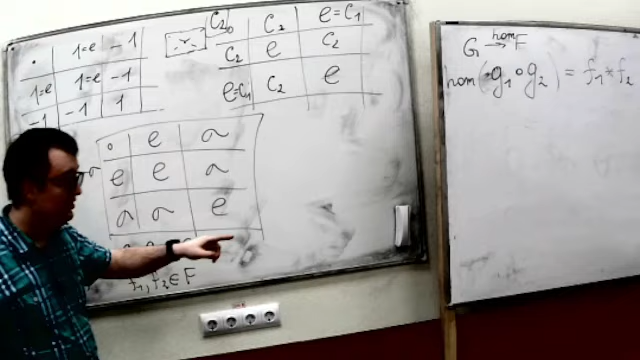 · 1=e -1
1=e 1=e -1
-1 -1 1
C₂ e=C₁
C₂ e C₂
e=C₁ C₂ e
∘ e a
e e a
a a e
f₁, f₂ ∈ F
G hom→ F
hom(g₁∘g₂) = f₁ * f₂